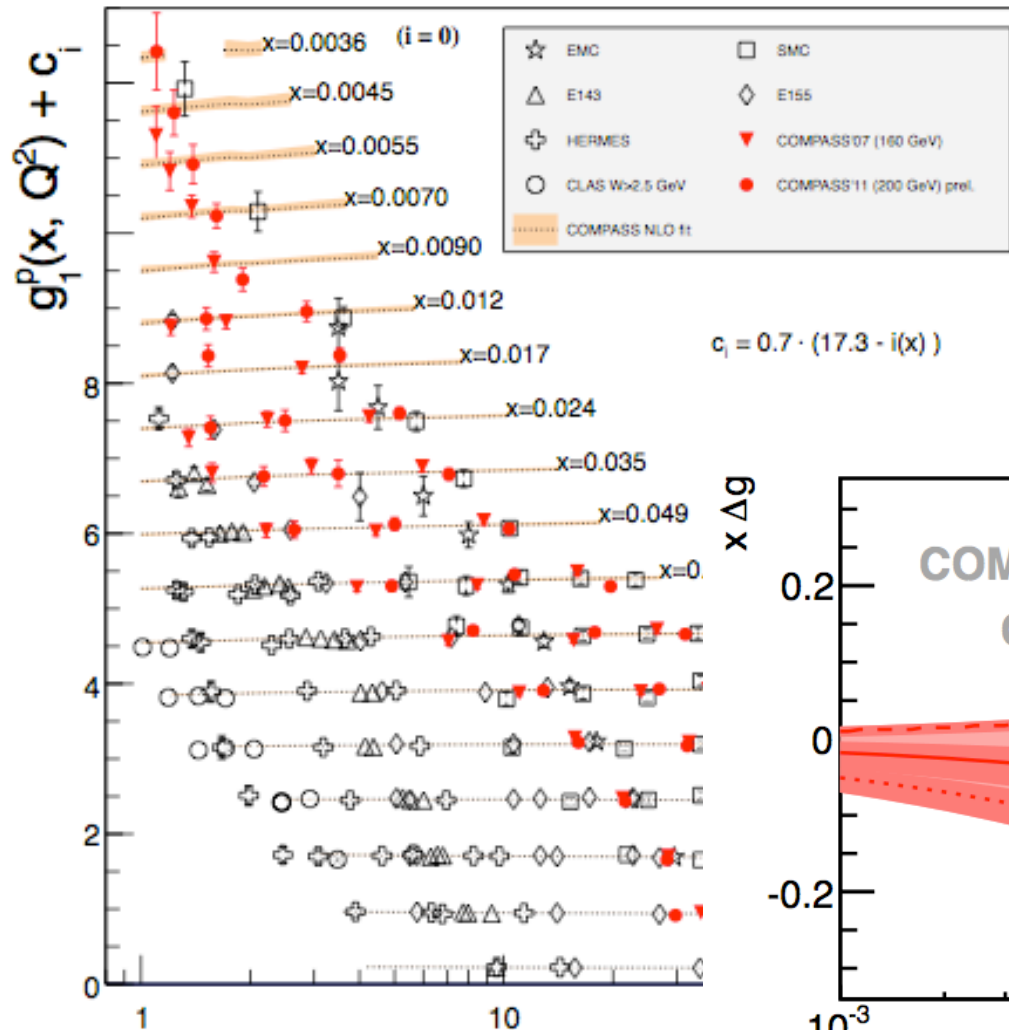 g₁ᵖ(x, Q²) + cᵢ
x=0.0036
(i = 0)
x=0.0045
x=0.0055
x=0.0070
x=0.0090
x=0.012
x=0.017
x=0.024
x=0.035
x=0.049
x=0.
8
6
4
2
0
1
10
EMC
SMC
E143
E155
HERMES
COMPASS'07 (160 GeV)
CLAS W>2.5 GeV
COMPASS'11 (200 GeV) prel.
COMPASS NLO fit
cᵢ = 0.7 · (17.3 - i(x) )
x Δg
COM
0.2
0
-0.2
10⁻³